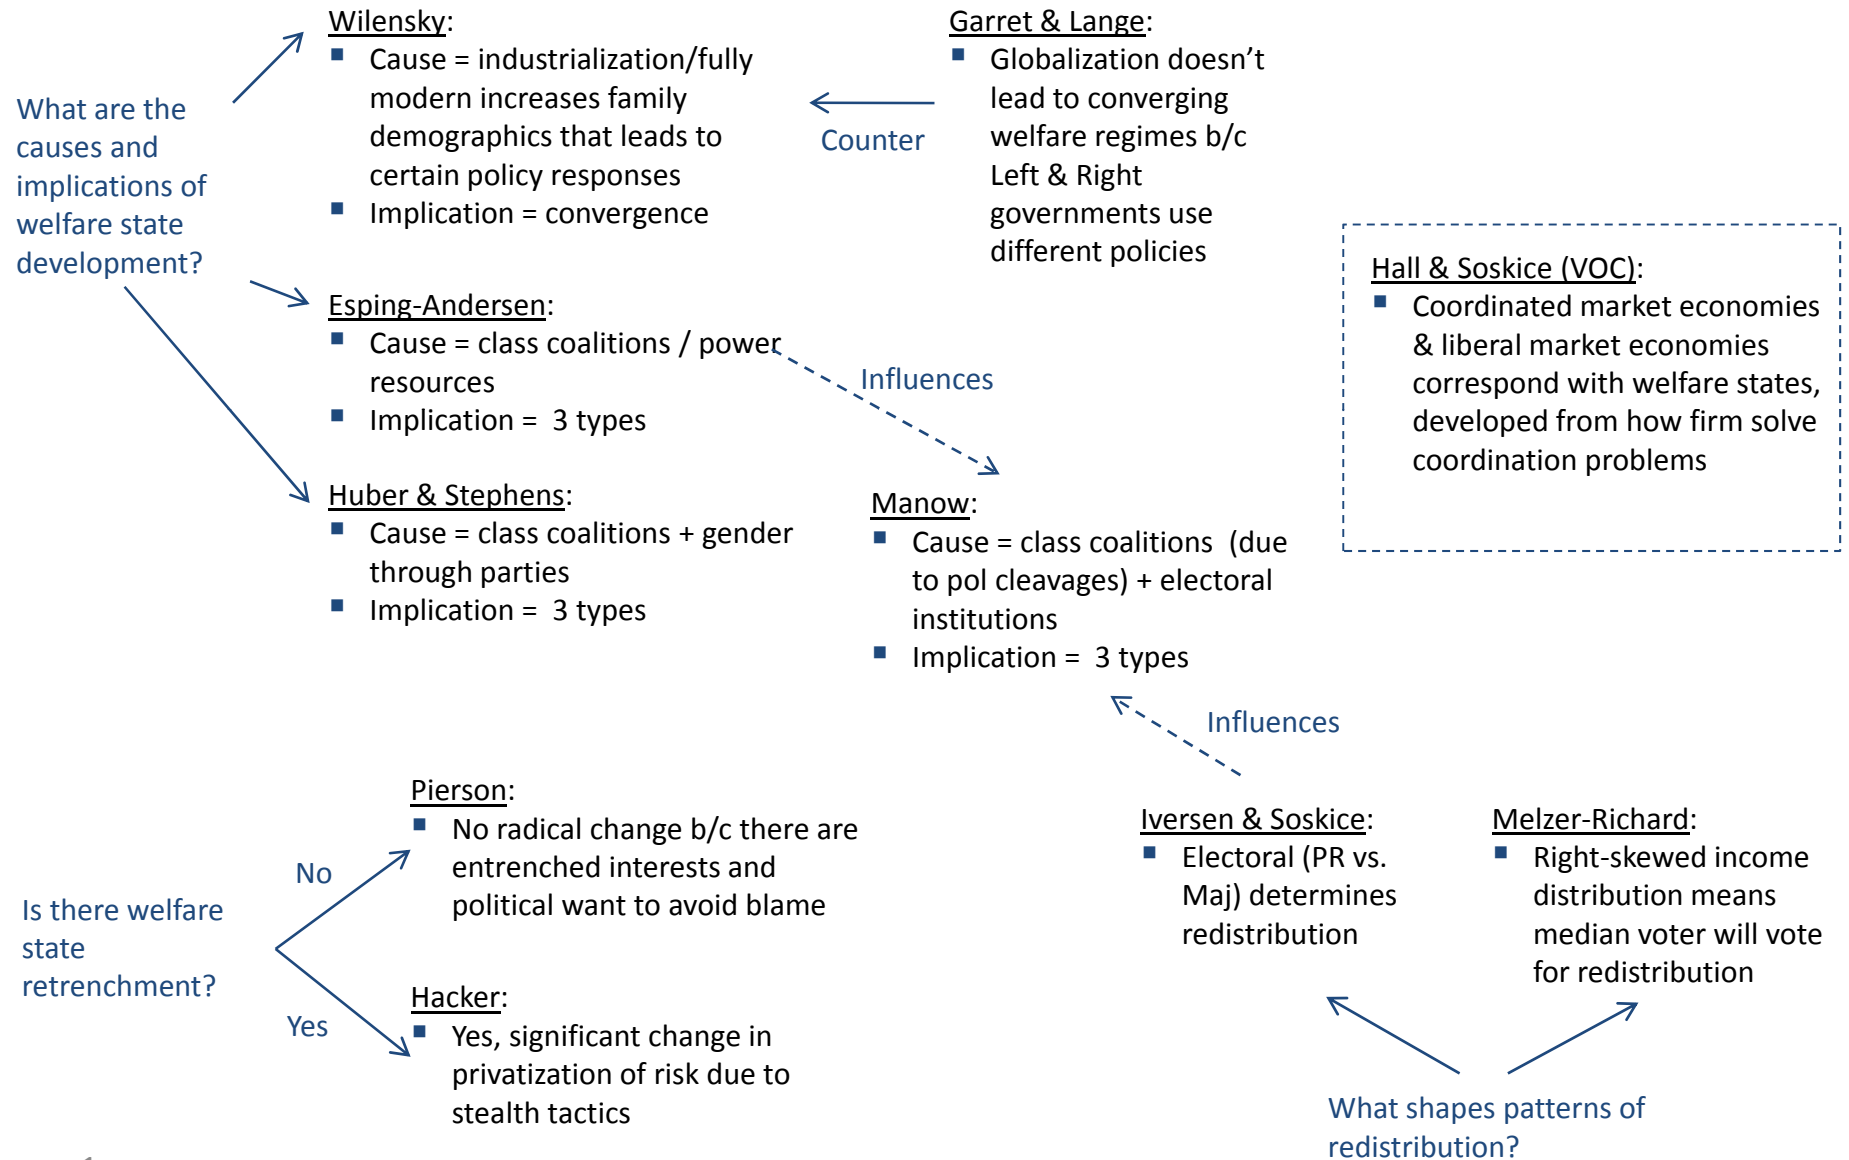 What are the
causes and
implications of
welfare state
development?
Wilensky:
Cause = industrialization/fully
modern increases family
demographics that leads to
certain policy responses
Implication = convergence
Counter
Garret & Lange:
Globalization doesn't
lead to converging
welfare regimes b/c
Left & Right
governments use
different policies
Hall & Soskice (VOC):
Coordinated market economies
& liberal market economies
correspond with welfare states,
developed from how firm solve
coordination problems
Esping-Andersen:
Cause = class coalitions / power
resources
Implication = 3 types
Influences
Huber & Stephens:
Cause = class coalitions + gender
through parties
Implication = 3 types
Manow:
Cause = class coalitions (due
to pol cleavages) + electoral
institutions
Implication = 3 types
Influences
Is there welfare
state
retrenchment?
No
Yes
Pierson:
No radical change b/c there are
entrenched interests and
political want to avoid blame
Hacker:
Yes, significant change in
privatization of risk due to
stealth tactics
Iversen & Soskice:
Electoral (PR vs.
Maj) determines
redistribution
Melzer-Richard:
Right-skewed income
distribution means
median voter will vote
for redistribution
What shapes patterns of
redistribution?